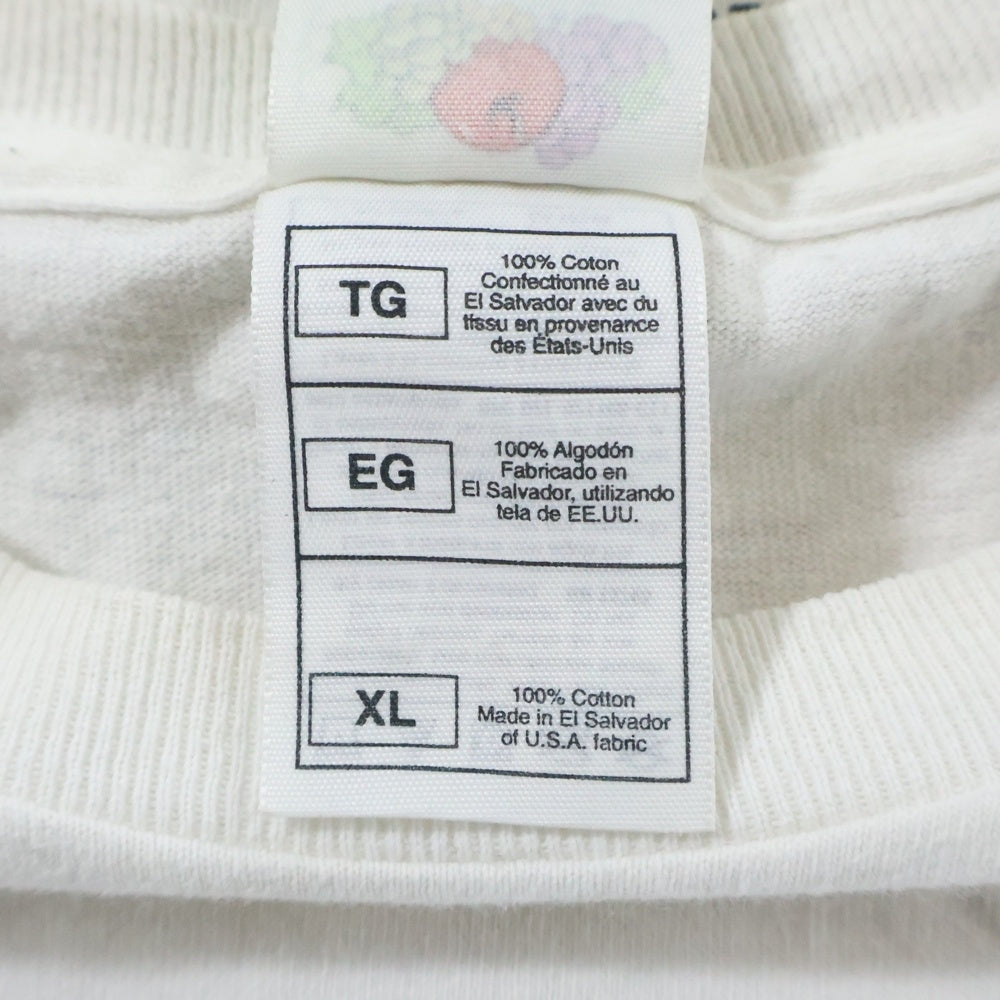 TG
100% Coton
Confectionné au
El Salvador avec du
tissu en provenance
des États-Unis
EG
100% Algodón
Fabricado en
El Salvador, utilizando
tela de EE.UU.
XL
100% Cotton
Made in El Salvador
of U.S.A. fabric